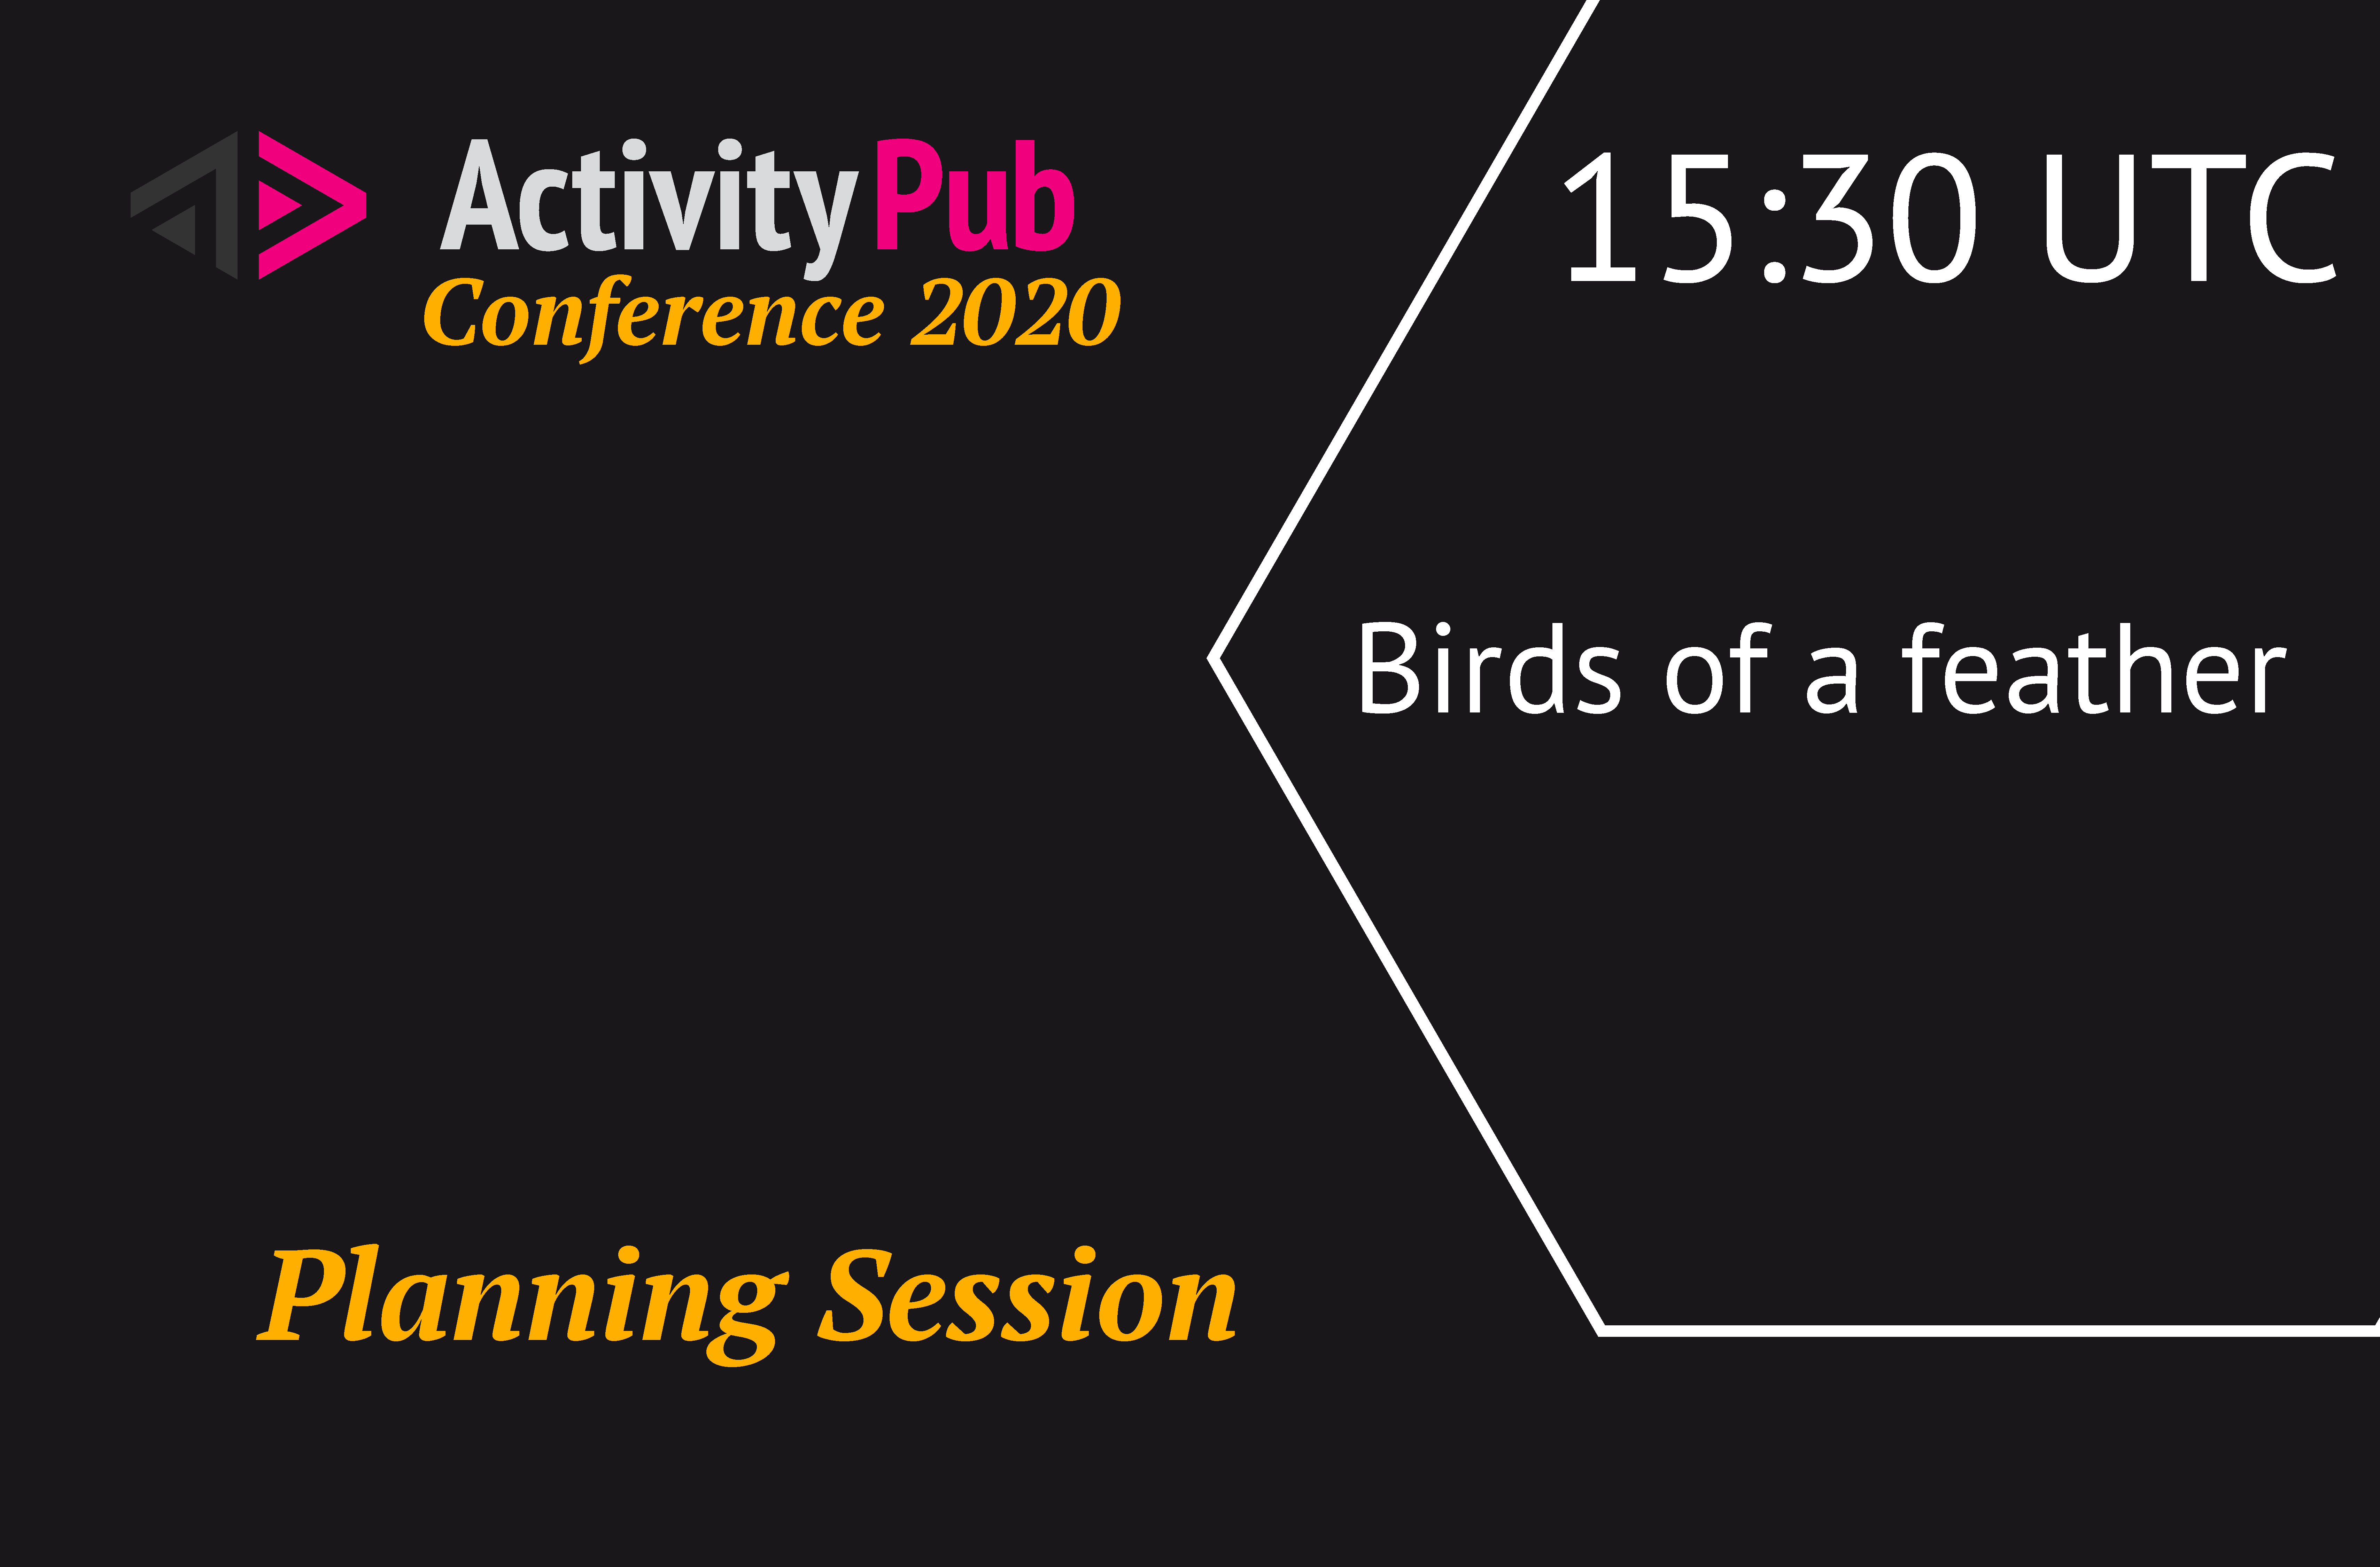 ActivityPub
Conference 2020
15:30 UTC
Birds of a feather
Planning Session